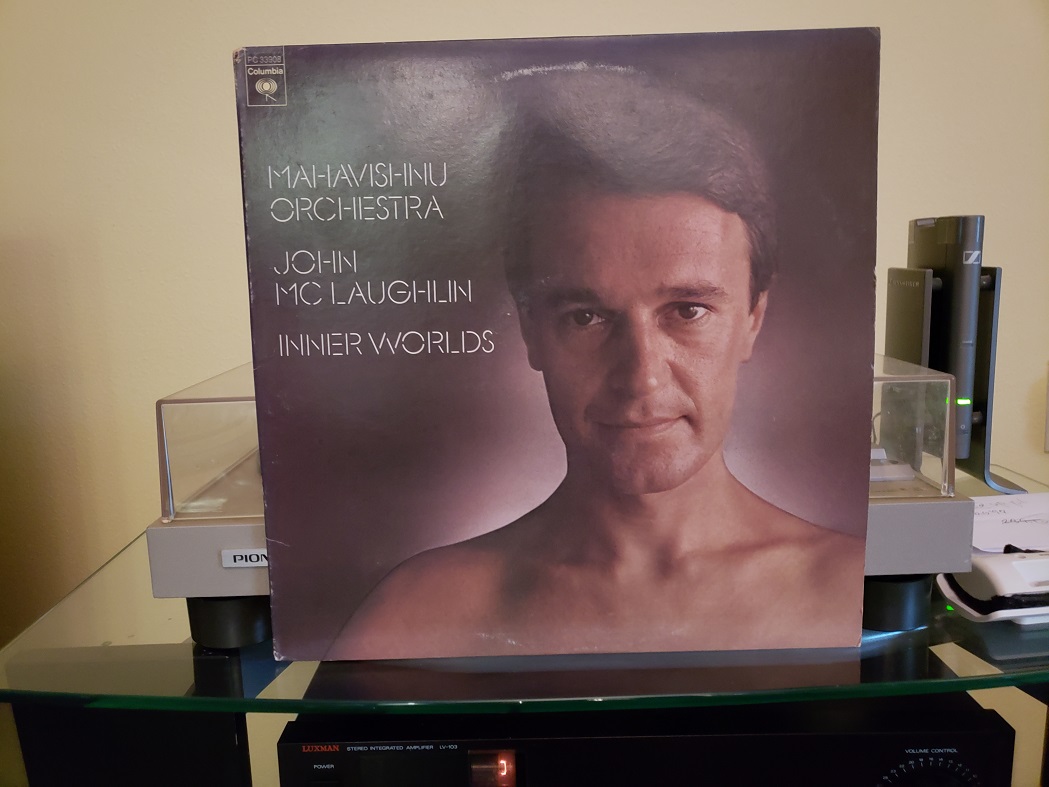 PC 33908
Columbia
MAHAVISHNU
ORCHESTRA
JOHN
MC LAUGHLIN
INNER WORLDS
PION
LUXMAN STEREO INTEGRATED AMPLIFIER LV-103
POWER
VOLUME CONTROL